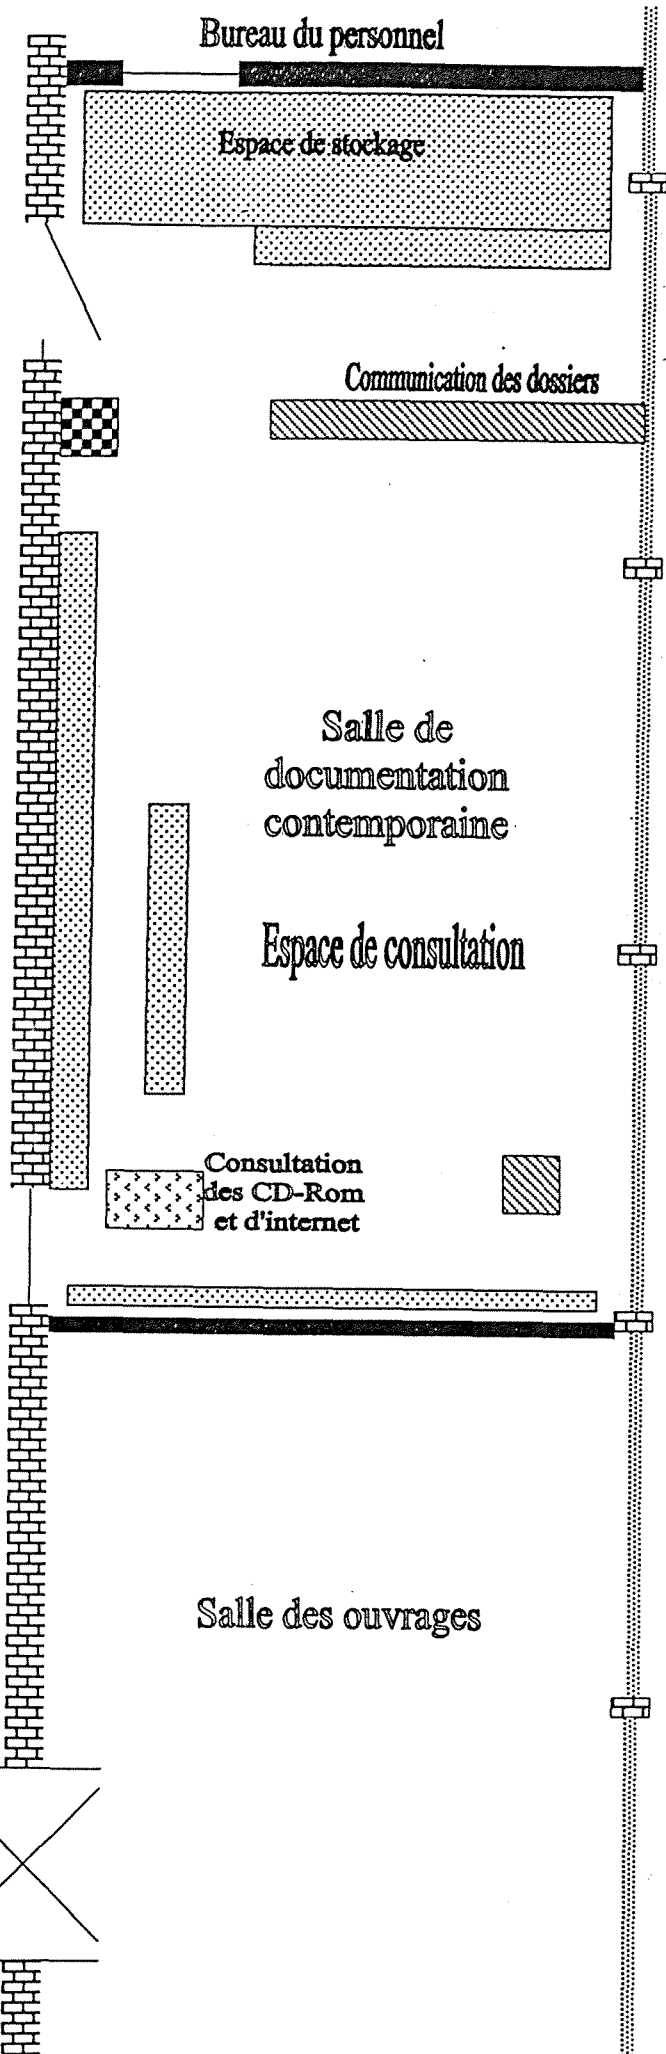 Bureau du personnel
Espace de stockage
Communication des dossiers
Salle de
documentation
contemporaine
Espace de consultation
Consultation
des CD-Rom
et d'internet
Salle des ouvrages